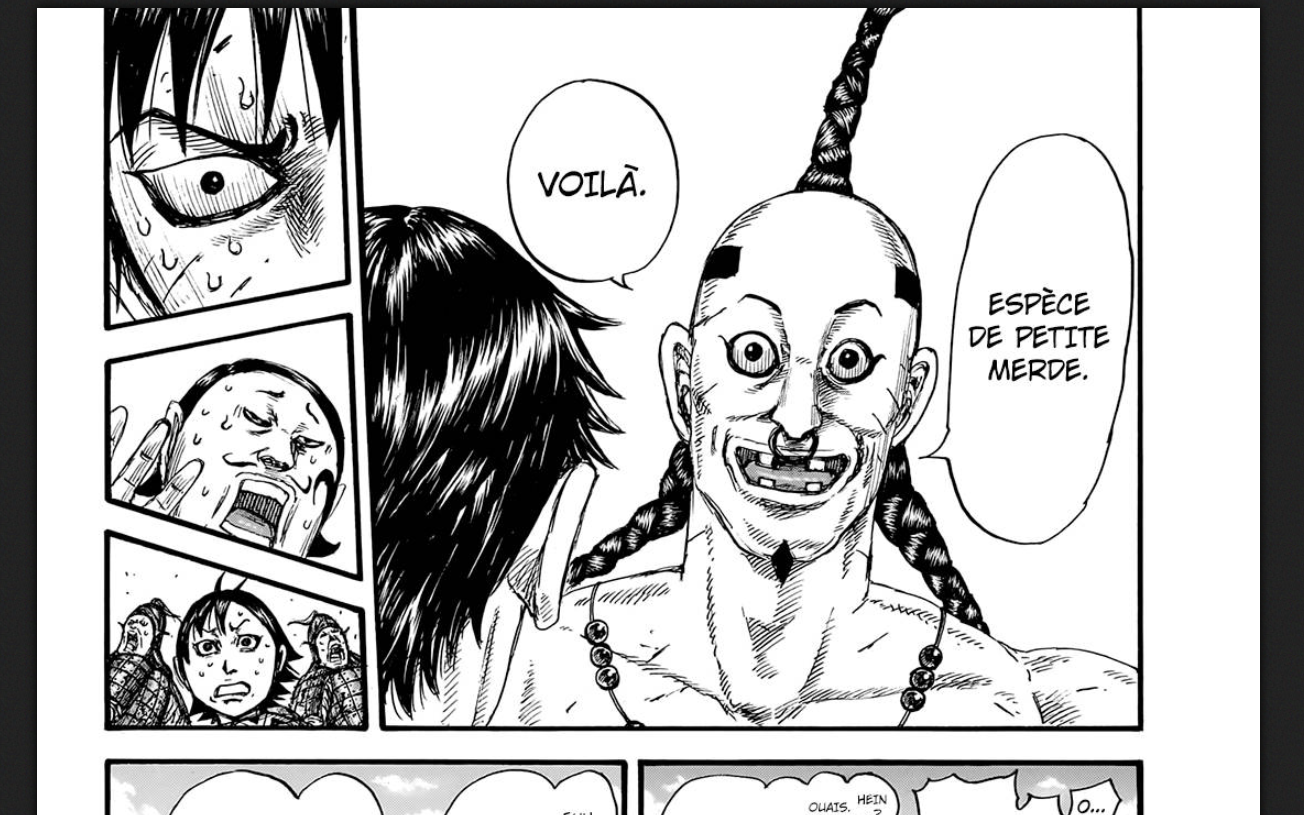 VOILÀ.
ESPÈCE
DE PETITE
MERDE.
OUAIS.
HEIN
?
O...